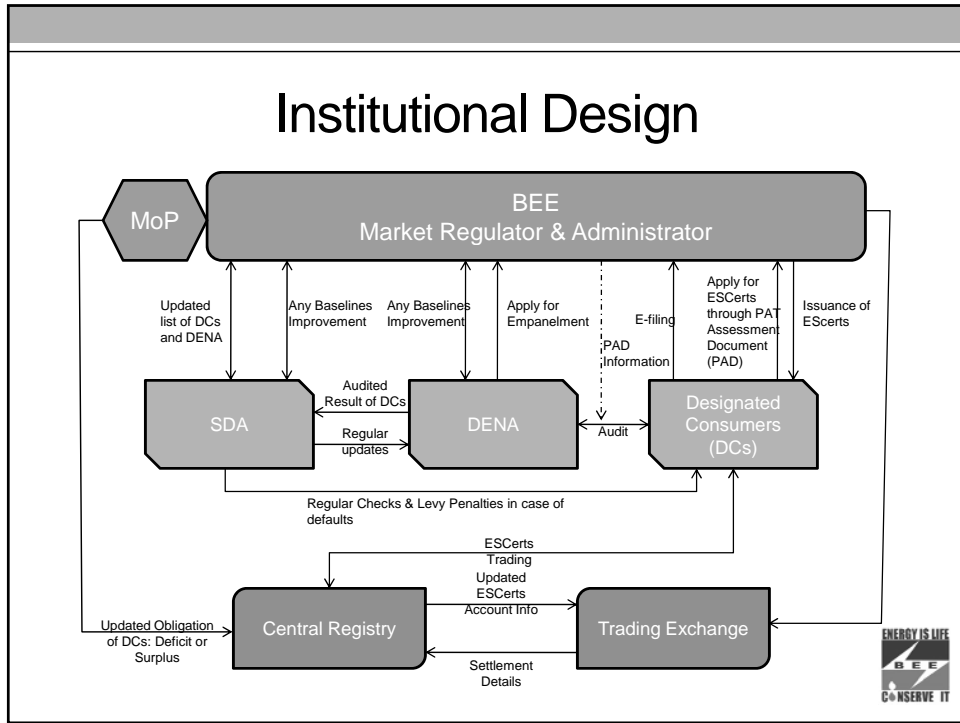 Institutional Design
MoP
BEE
Market Regulator & Administrator
Updated
list of DCs
and DENA
Any Baselines
Improvement
Any Baselines
Improvement
Apply for
Empanelment
PAD
Information
E-filing
Apply for
ESCerts
through PAT
Assessment
Document
(PAD)
Issuance of
EScerts
SDA
Audited
Result of DCs
Regular
updates
DENA
Audit
Designated
Consumers
(DCs)
Regular Checks & Levy Penalties in case of
defaults
ESCerts
Trading
Updated
ESCerts
Account Info
Updated Obligation
of DCs: Deficit or
Surplus
Central Registry
Trading Exchange
Settlement
Details
ENERGY IS LIFE
BEE
CONSERVE IT